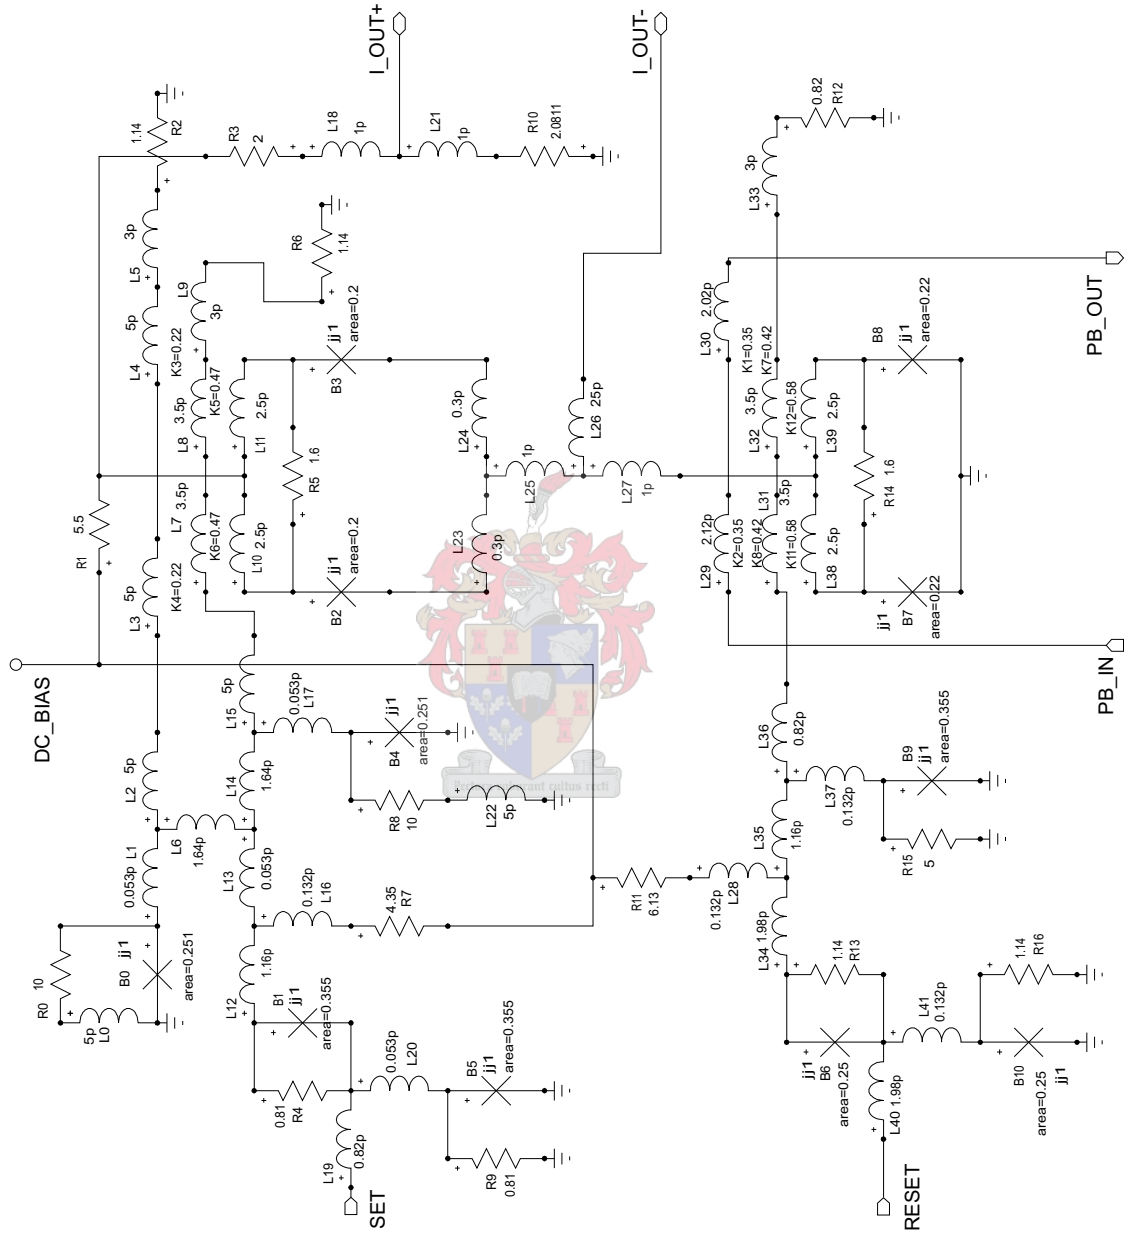 I_OUT+
I_OUT-
1.14
R2
R3
2
L18
1p
L21
1p
R10
2.0811
0.82
R12
3p
L33
3p
L5
R6
1.14
L9
3p
5p
L4
K3=0.22
jj1
area=0.2
B3
L30
2.02p
PB_OUT
K1=0.35
K7=0.42
B8
jj1
area=0.22
L8
3.5p
K5=0.47
L11
2.5p
0.3p
L24
L26
25p
L32
3.5p
K12=0.58
L39
2.5p
R1
5.5
R5
1.6
L25
1p
L27
1p
R14
1.6
L7
3.5p
K6=0.47
L10
2.5p
L23
0.3p
L29
2.12p
K2=0.35
L31
3.5p
K8=0.42
K11=0.58
L38
2.5p
L3
5p
K4=0.22
B2
jj1
area=0.2
B7
jj1
area=0.22
DC_BIAS
PB_IN
L15
5p
0.053p
L17
jj1
B4
area=0.251
L2
5p
L14
1.64p
R8
10
L22
5p
L36
0.82p
L37
0.132p
B9
jj1
area=0.355
L35
1.16p
R15
5
L6
1.64p
L1
0.053p
L13
0.053p
0.132p
L16
4.35
R7
R11
6.13
0.132p
L28
L34
1.98p
R0
10
5p
L0
B0
jj1
area=0.251
L12
1.16p
B1
jj1
area=0.355
0.81
R4
0.053p
L20
B5
jj1
area=0.355
R9
0.81
L19
0.82p
SET
1.14
R13
jj1
B6
area=0.25
L41
0.132p
1.14
R16
B10
area=0.25
jj1
L40
1.98p
RESET